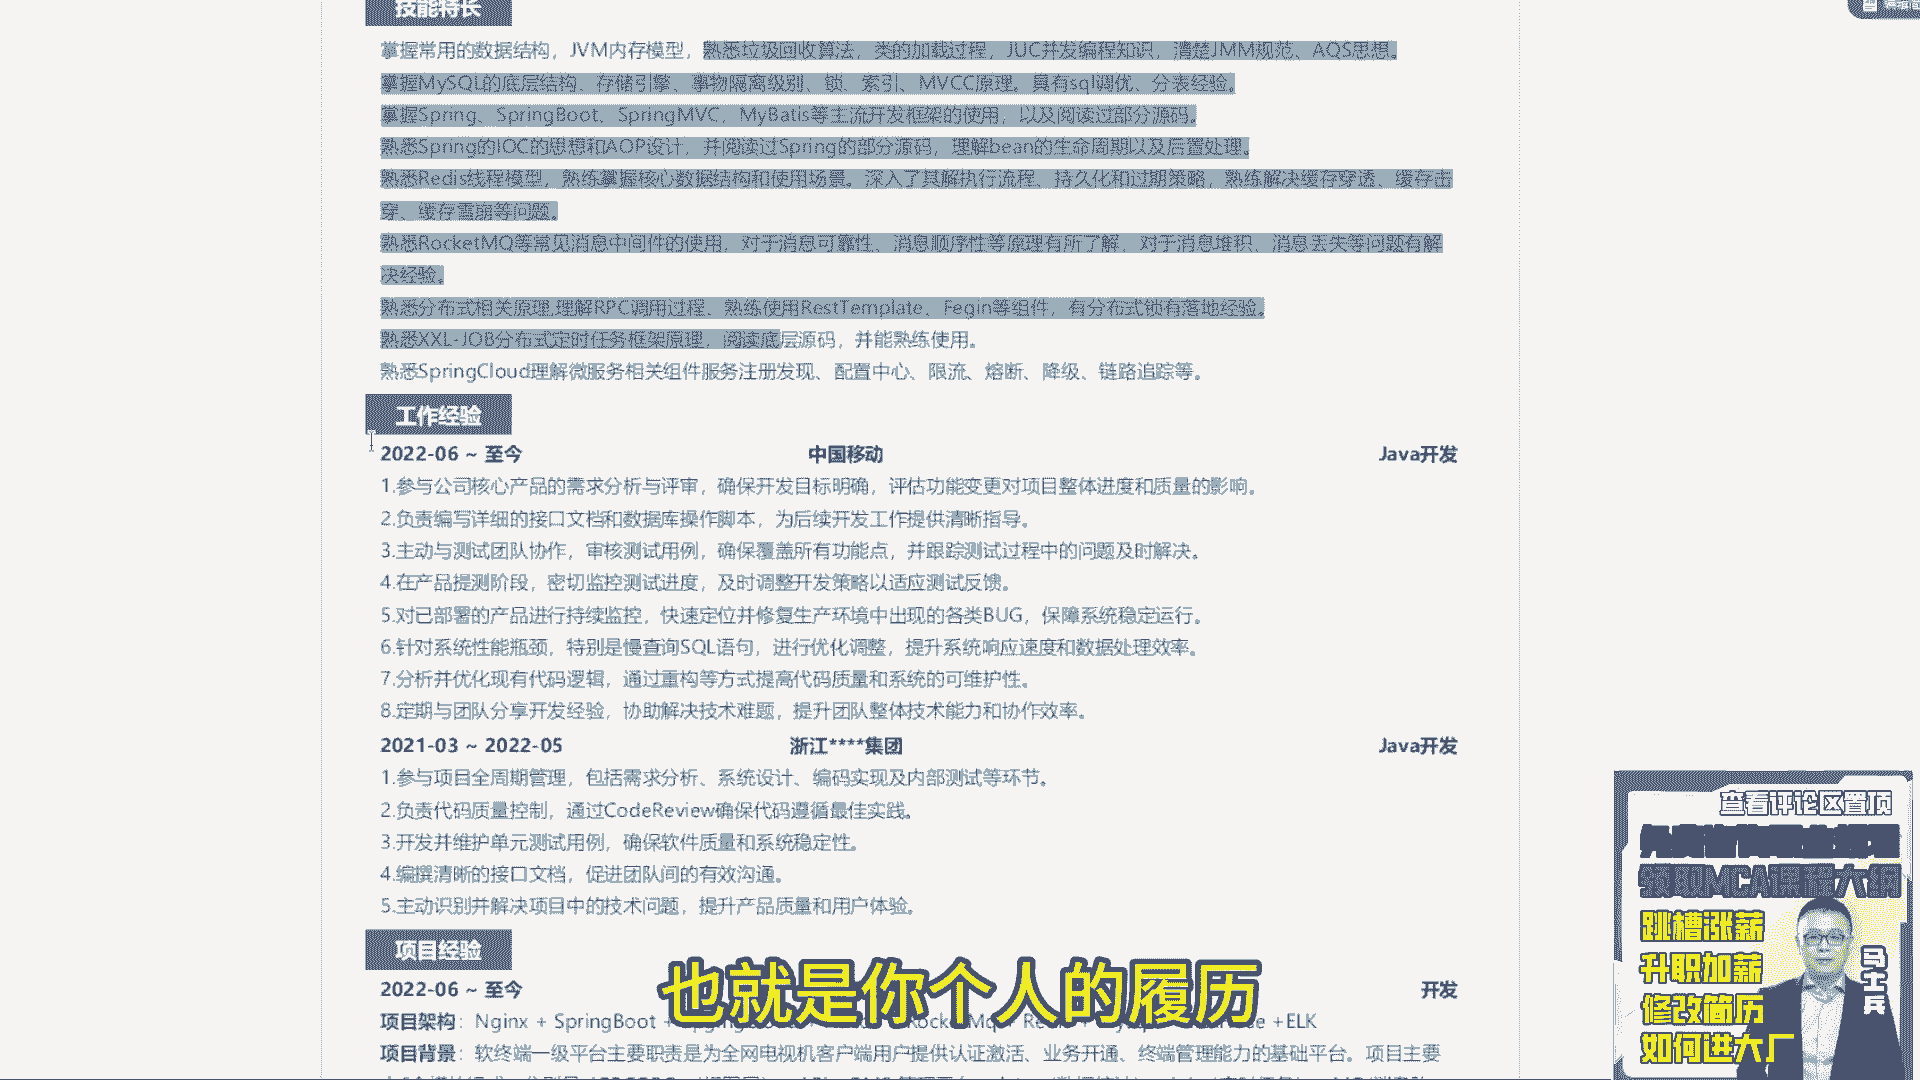 技能特长
掌握常用的数据结构，JVM内存模型，熟悉垃圾回收算法，类的加载过程，JUC并发编程知识，清楚JMM规范、AQS思想。
掌握MySQL的底层结构、存储引擎、事物隔离级别、锁、索引、MVCC原理。具有sql调优、分表经验。
掌握Spring、SpringBoot、SpringMVC，MyBatis等主流开发框架的使用，以及阅读过部分源码。
熟悉Spring的IOC的思想和AOP设计，并阅读过Spring的部分源码，理解bean的生命周期以及后置处理。
熟悉Redis线程模型，熟练掌握核心数据结构和使用场景。深入了其解执行流程、持久化和过期策略，熟练解决缓存穿透、缓存击
穿、缓存雪崩等问题。
熟悉RocketMQ等常见消息中间件的使用，对于消息可靠性、消息顺序性等原理有所了解，对于消息堆积、消息丢失等问题有解
决经验。
熟悉分布式相关原理,理解RPC调用过程、熟练使用RestTemplate、Fegin等组件，有分布式锁有落地经验。
熟悉XXL-JOB分布式定时任务框架原理，阅读底层源码，并能熟练使用。
熟悉SpringCloud理解微服务相关组件服务注册发现、配置中心、限流、熔断、降级、链路追踪等。
工作经验
2022-06 ~ 至今 中国移动 Java开发
1.参与公司核心产品的需求分析与评审，确保开发目标明确，评估功能变更对项目整体进度和质量的影响。
2.负责编写详细的接口文档和数据库操作脚本，为后续开发工作提供清晰指导。
3.主动与测试团队协作，审核测试用例，确保覆盖所有功能点，并跟踪测试过程中的问题及时解决。
4.在产品提测阶段，密切监控测试进度，及时调整开发策略以适应测试反馈。
5.对已部署的产品进行持续监控，快速定位并修复生产环境中出现的各类BUG，保障系统稳定运行。
6.针对系统性能瓶颈，特别是慢查询SQL语句，进行优化调整，提升系统响应速度和数据处理效率。
7.分析并优化现有代码逻辑，通过重构等方式提高代码质量和系统的可维护性。
8.定期与团队分享开发经验，协助解决技术难题，提升团队整体技术能力和协作效率。
2021-03 ~ 2022-05 浙江****集团 Java开发
1.参与项目全周期管理，包括需求分析、系统设计、编码实现及内部测试等环节。
2.负责代码质量控制，通过CodeReview确保代码遵循最佳实践。
3.开发并维护单元测试用例，确保软件质量和系统稳定性。
4.编撰清晰的接口文档，促进团队间的有效沟通。
5.主动识别并解决项目中的技术问题，提升产品质量和用户体验。
项目经验
2022-06 ~ 至今 开发
项目架构：Nginx + SpringBoot + +ELK
项目背景：软终端一级平台主要职责是为全网电视机客户端用户提供认证激活、业务开通、终端管理能力的基础平台。项目主要
也就是你个人的履历
查看评论区置顶
领取MCA课程大纲
跳槽涨薪
升职加薪
修改简历
如何进大厂
马士兵